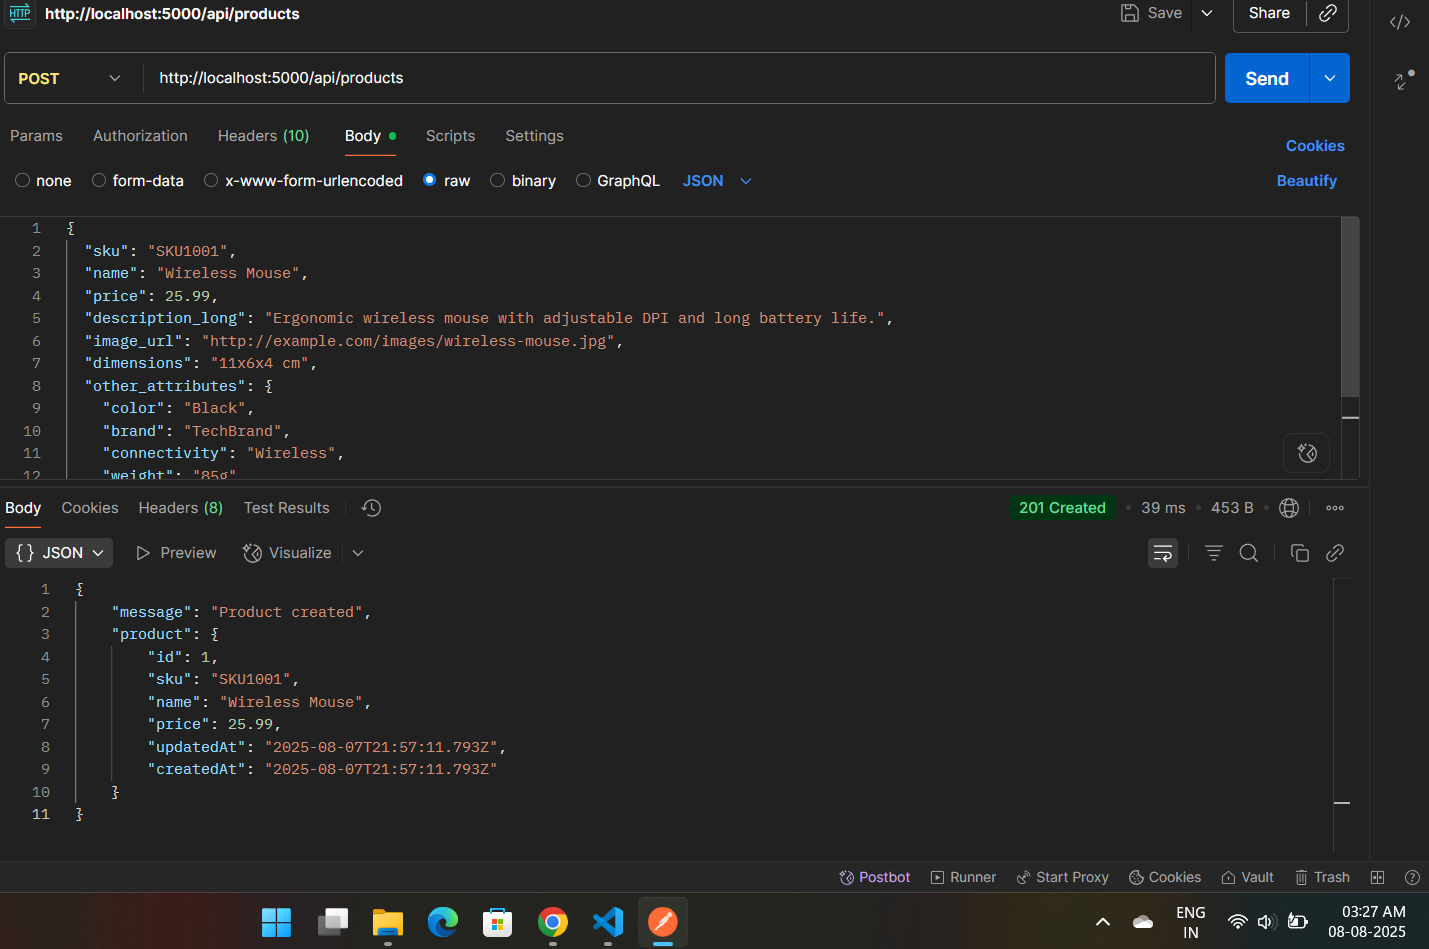 HTTP http://localhost:5000/api/products Save Share
POST http://localhost:5000/api/products Send
Params Authorization Headers (10) Body Scripts Settings Cookies
none form-data x-www-form-urlencoded raw binary GraphQL JSON Beautify
1 {
2 "sku": "SKU1001",
3 "name": "Wireless Mouse",
4 "price": 25.99,
5 "description_long": "Ergonomic wireless mouse with adjustable DPI and long battery life.",
6 "image_url": "http://example.com/images/wireless-mouse.jpg",
7 "dimensions": "11x6x4 cm",
8 "other_attributes": {
9 "color": "Black",
10 "brand": "TechBrand",
11 "connectivity": "Wireless",
12 "weight": "85g"
Body Cookies Headers (8) Test Results 201 Created 39 ms 453 B
{} JSON Preview Visualize
1 {
2 "message": "Product created",
3 "product": {
4 "id": 1,
5 "sku": "SKU1001",
6 "name": "Wireless Mouse",
7 "price": 25.99,
8 "updatedAt": "2025-08-07T21:57:11.793Z",
9 "createdAt": "2025-08-07T21:57:11.793Z"
10 }
11 }
Postbot Runner Start Proxy Cookies Vault Trash
ENG 03:27 AM
IN 08-08-2025